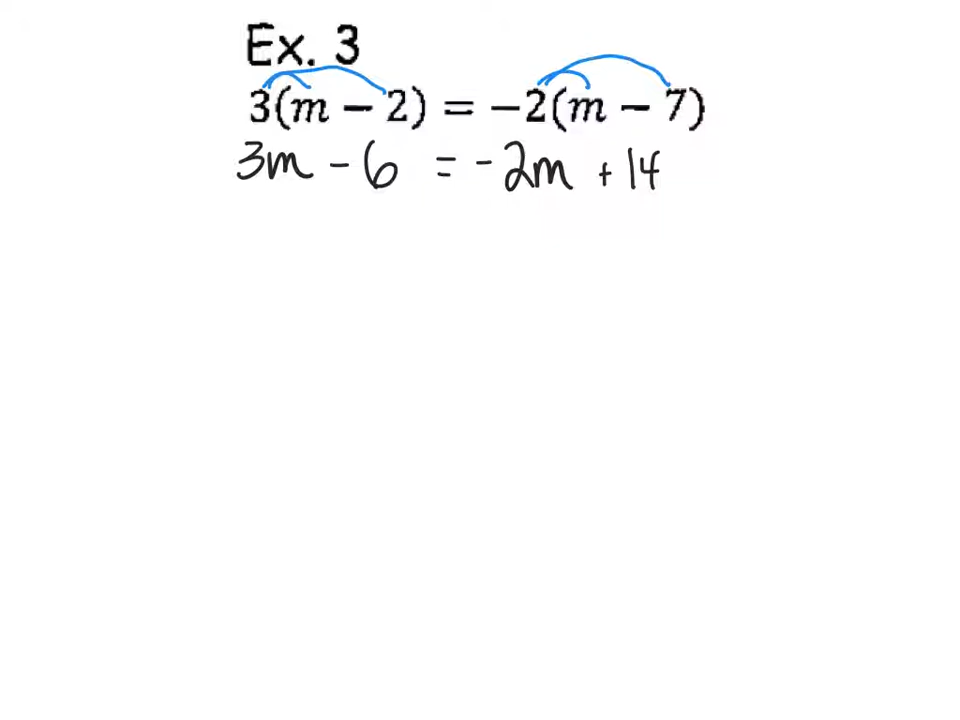 Ex. 3
3(m − 2) = −2(m − 7)
3m - 6 = -2m + 14